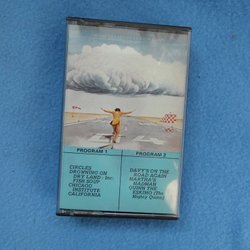 PROGRAM 1
CIRCLES
DROWNING ON
DRY LAND - Inc.
FISH SOUP
CHICAGO
INSTITUTE
CALIFORNIA
PROGRAM 2
DAVY'S ON THE
ROAD AGAIN
MARTHA'S
MADMAN
QUINN THE
ESKIMO (The
Mighty Quinn)